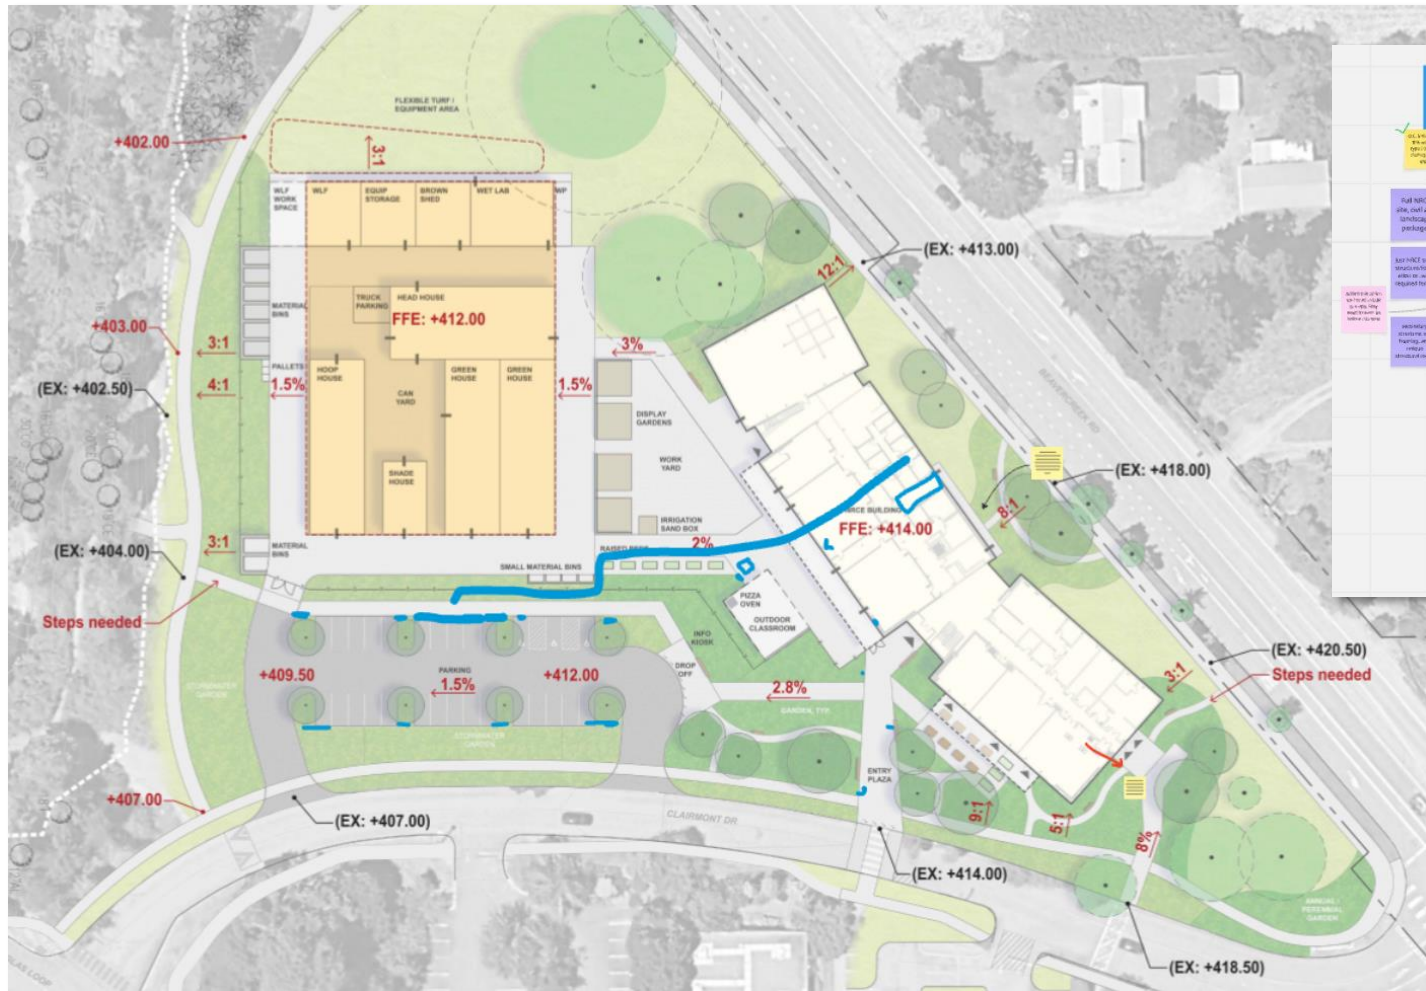 FLEXIBLE TURF /
EQUIPMENT AREA
+402.00
3:1
WLF
WORK
SPACE
WLF
EQUIP
STORAGE
BROWN
SHED
WET LAB
WP
(EX: +413.00)
12:1
TRUCK
PARKING
HEAD HOUSE
FFE: +412.00
MATERIAL
BINS
+403.00
3:1
3%
PALLETS
HOOP
HOUSE
GREEN
HOUSE
GREEN
HOUSE
(EX: +402.50)
4:1
1.5%
CAN
YARD
1.5%
DISPLAY
GARDENS
WORK
YARD
SHADE
HOUSE
(EX: +418.00)
8:1
IRRIGATION
SAND BOX
FFE: +414.00
(EX: +404.00)
3:1
MATERIAL
BINS
2%
SMALL MATERIAL BINS
PIZZA
OVEN
OUTDOOR
CLASSROOM
Steps needed
INFO
KIOSK
(EX: +420.50)
Steps needed
3:1
DROP
OFF
+409.50
PARKING
1.5%
+412.00
2.8%
GARDEN, TYP.
STORMWATER
GARDEN
STORMWATER
GARDEN
ENTRY
PLAZA
+407.00
(EX: +407.00)
CLAIRMONT DR
9:1
5:1
8%
(EX: +414.00)
ANNUAL /
PERENNIAL
GARDEN
(EX: +418.50)